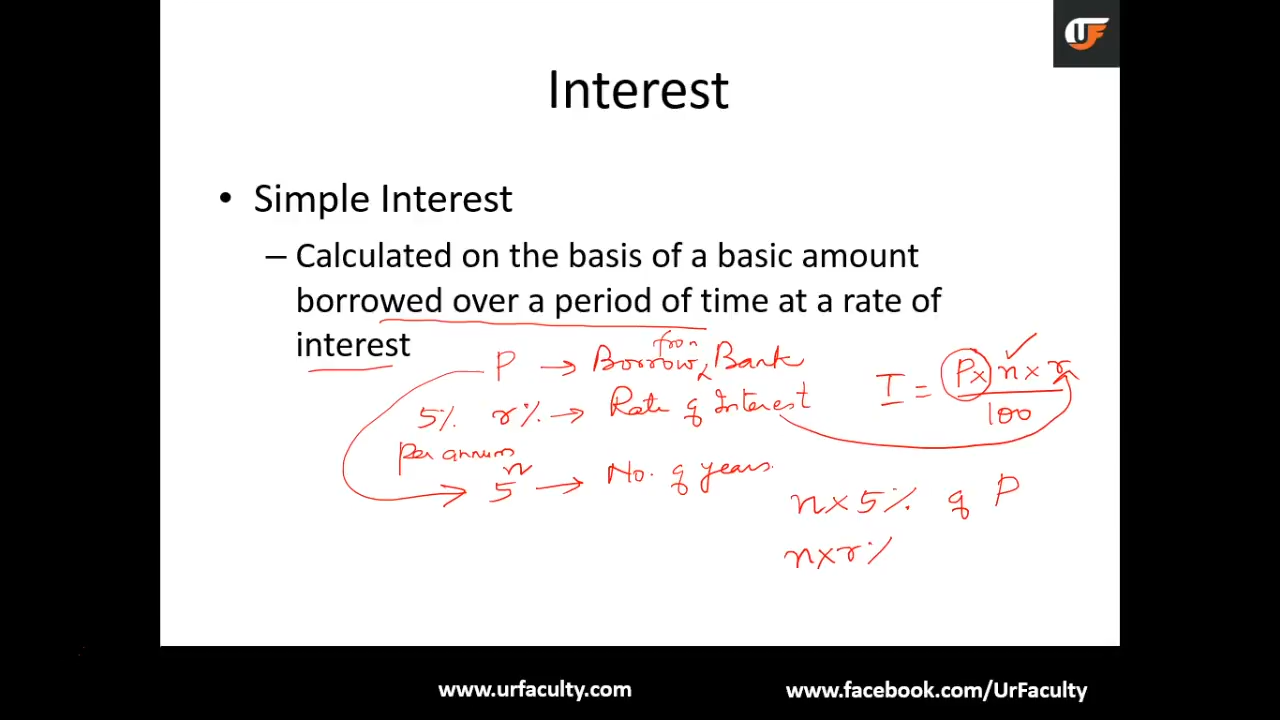 UF
Interest
• Simple Interest
– Calculated on the basis of a basic amount
borrowed over a period of time at a rate of
interest
P → Borrow from Bank
5% r% → Rate of Interest
Per annum
n
5 → No. of years
I = P x n x r
100
n x 5% of P
n x r%
www.urfaculty.com
www.facebook.com/UrFaculty